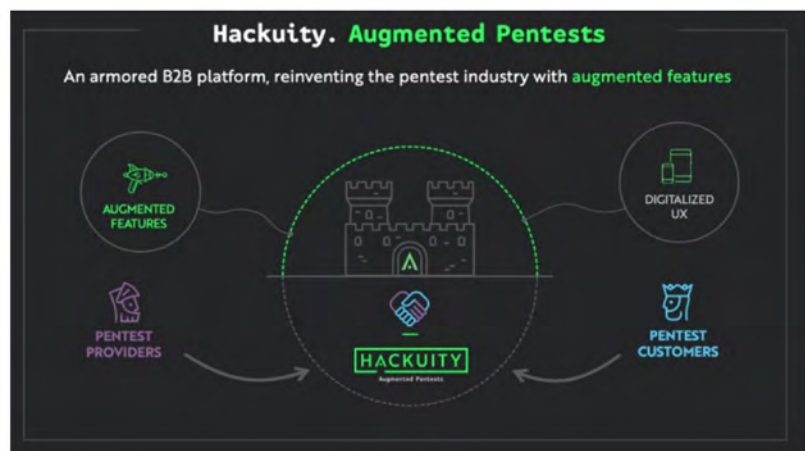 Hackuity. Augmented Pentests
An armored B2B platform, reinventing the pentest industry with augmented features
AUGMENTED
FEATURES
DIGITALIZED
UX
PENTEST
PROVIDERS
PENTEST
CUSTOMERS
HACKUITY
Augmented Pentests